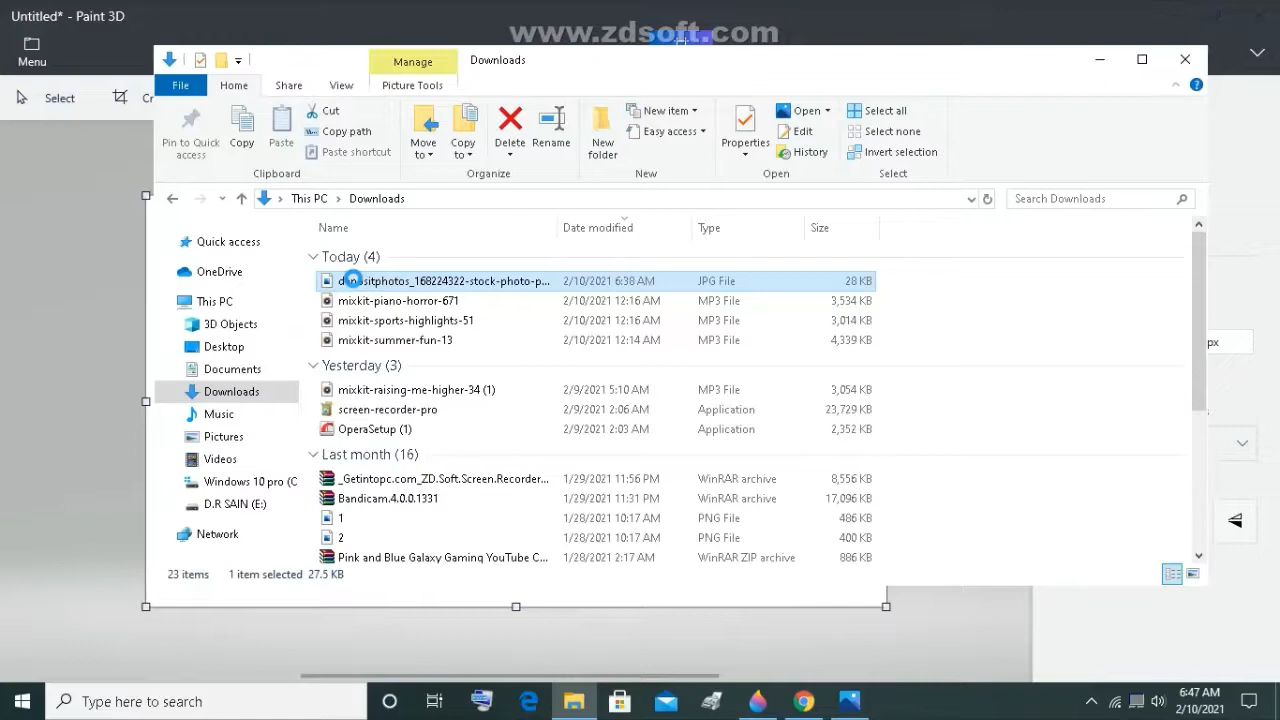 Untitled* - Paint 3D
www.zdsoft.com
Menu
Select
Manage
Downloads
File
Home
Share
View
Picture Tools
Pin to Quick
access
Copy
Paste
Cut
Copy path
Paste shortcut
Clipboard
Move
to
Copy
to
Delete
Rename
Organize
New
folder
New item
Easy access
New
Properties
Open
Edit
History
Open
Select all
Select none
Invert selection
Select
This PC > Downloads
Search Downloads
Name Date modified Type Size
Quick access
OneDrive
This PC
3D Objects
Desktop
Documents
Downloads
Music
Pictures
Videos
Windows 10 pro (C
D.R SAIN (E:)
Network
Today (4)
2/10/2021 6:38 AM JPG File 28 KB
mixkit-piano-horror-671 2/10/2021 12:16 AM MP3 File 3,534 KB
mixkit-sports-highlights-51 2/10/2021 12:16 AM MP3 File 3,014 KB
mixkit-summer-fun-13 2/10/2021 12:14 AM MP3 File 4,339 KB
Yesterday (3)
mixkit-raising-me-higher-34 (1) 2/9/2021 5:10 AM MP3 File 3,054 KB
screen-recorder-pro 2/9/2021 2:06 AM Application 23,729 KB
OperaSetup (1) 2/9/2021 2:03 AM Application 2,352 KB
Last month (16)
_Getintopc.com_ZD.Soft.Screen.Recorder... 1/29/2021 11:56 PM WinRAR archive 8,556 KB
Bandicam.4.0.0.1331 1/29/2021 11:31 PM WinRAR archive 17,096 KB
1 1/28/2021 10:17 AM PNG File 486 KB
2 1/28/2021 10:17 AM PNG File 400 KB
Pink and Blue Galaxy Gaming YouTube C... 1/28/2021 2:17 AM WinRAR ZIP archive 886 KB
23 items 1 item selected 27.5 KB
px
Type here to search
6:47 AM
2/10/2021